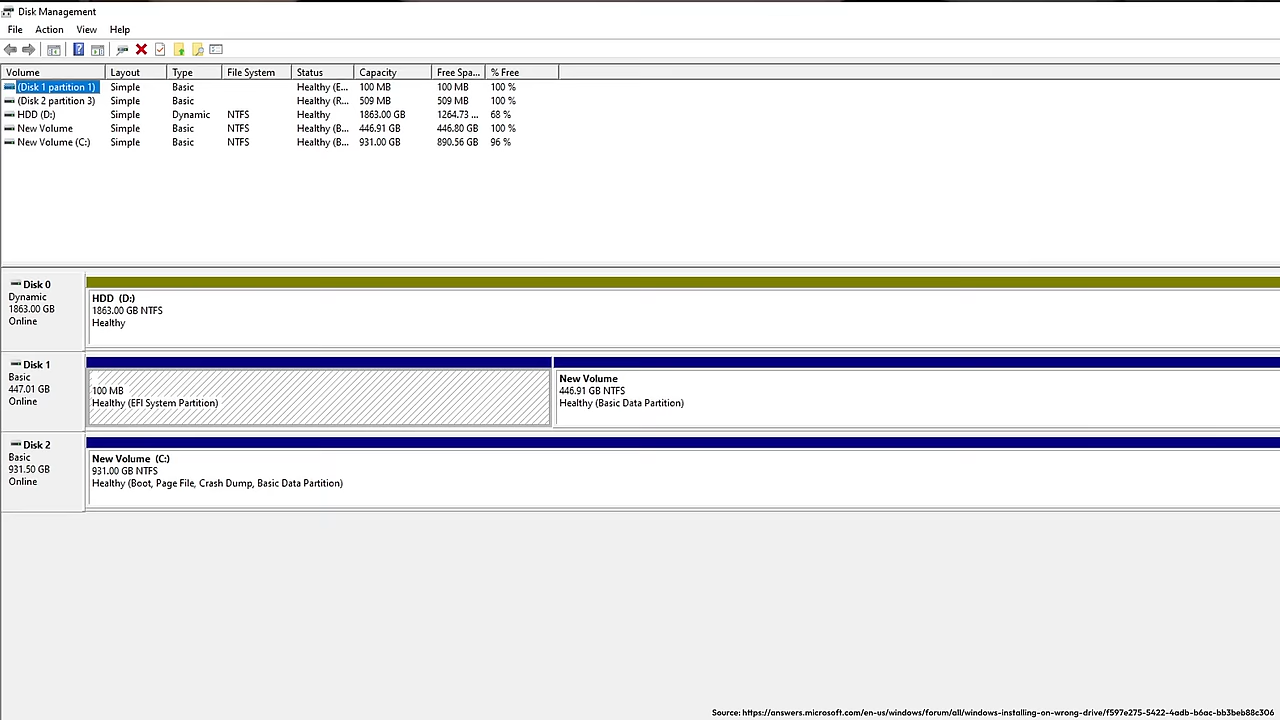 Disk Management
File Action View Help
Volume Layout Type File System Status Capacity Free Spa... % Free
(Disk 1 partition 1) Simple Basic Healthy (E... 100 MB 100 MB 100 %
(Disk 2 partition 3) Simple Basic Healthy (R... 509 MB 509 MB 100 %
HDD (D:) Simple Dynamic NTFS Healthy 1863.00 GB 1264.73 ... 68 %
New Volume Simple Basic NTFS Healthy (B... 446.91 GB 446.80 GB 100 %
New Volume (C:) Simple Basic NTFS Healthy (B... 931.00 GB 890.56 GB 96 %
Disk 0
Dynamic
1863.00 GB
Online
HDD (D:)
1863.00 GB NTFS
Healthy
Disk 1
Basic
447.01 GB
Online
100 MB
Healthy (EFI System Partition)
New Volume
446.91 GB NTFS
Healthy (Basic Data Partition)
Disk 2
Basic
931.50 GB
Online
New Volume (C:)
931.00 GB NTFS
Healthy (Boot, Page File, Crash Dump, Basic Data Partition)
Source: https://answers.microsoft.com/en-us/windows/forum/all/windows-installing-on-wrong-drive/f597e275-5422-4adb-b6ac-bb3beb88c306